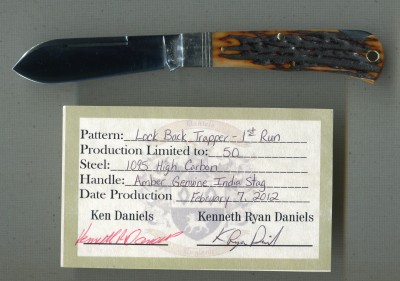 Pattern: Lock Back Trapper - 1st Run
Production Limited to: 50
Steel: 1095 High Carbon
Handle: Amber Genuine India Stag
Date Production February 7, 2012
Ken Daniels Kenneth Ryan Daniels